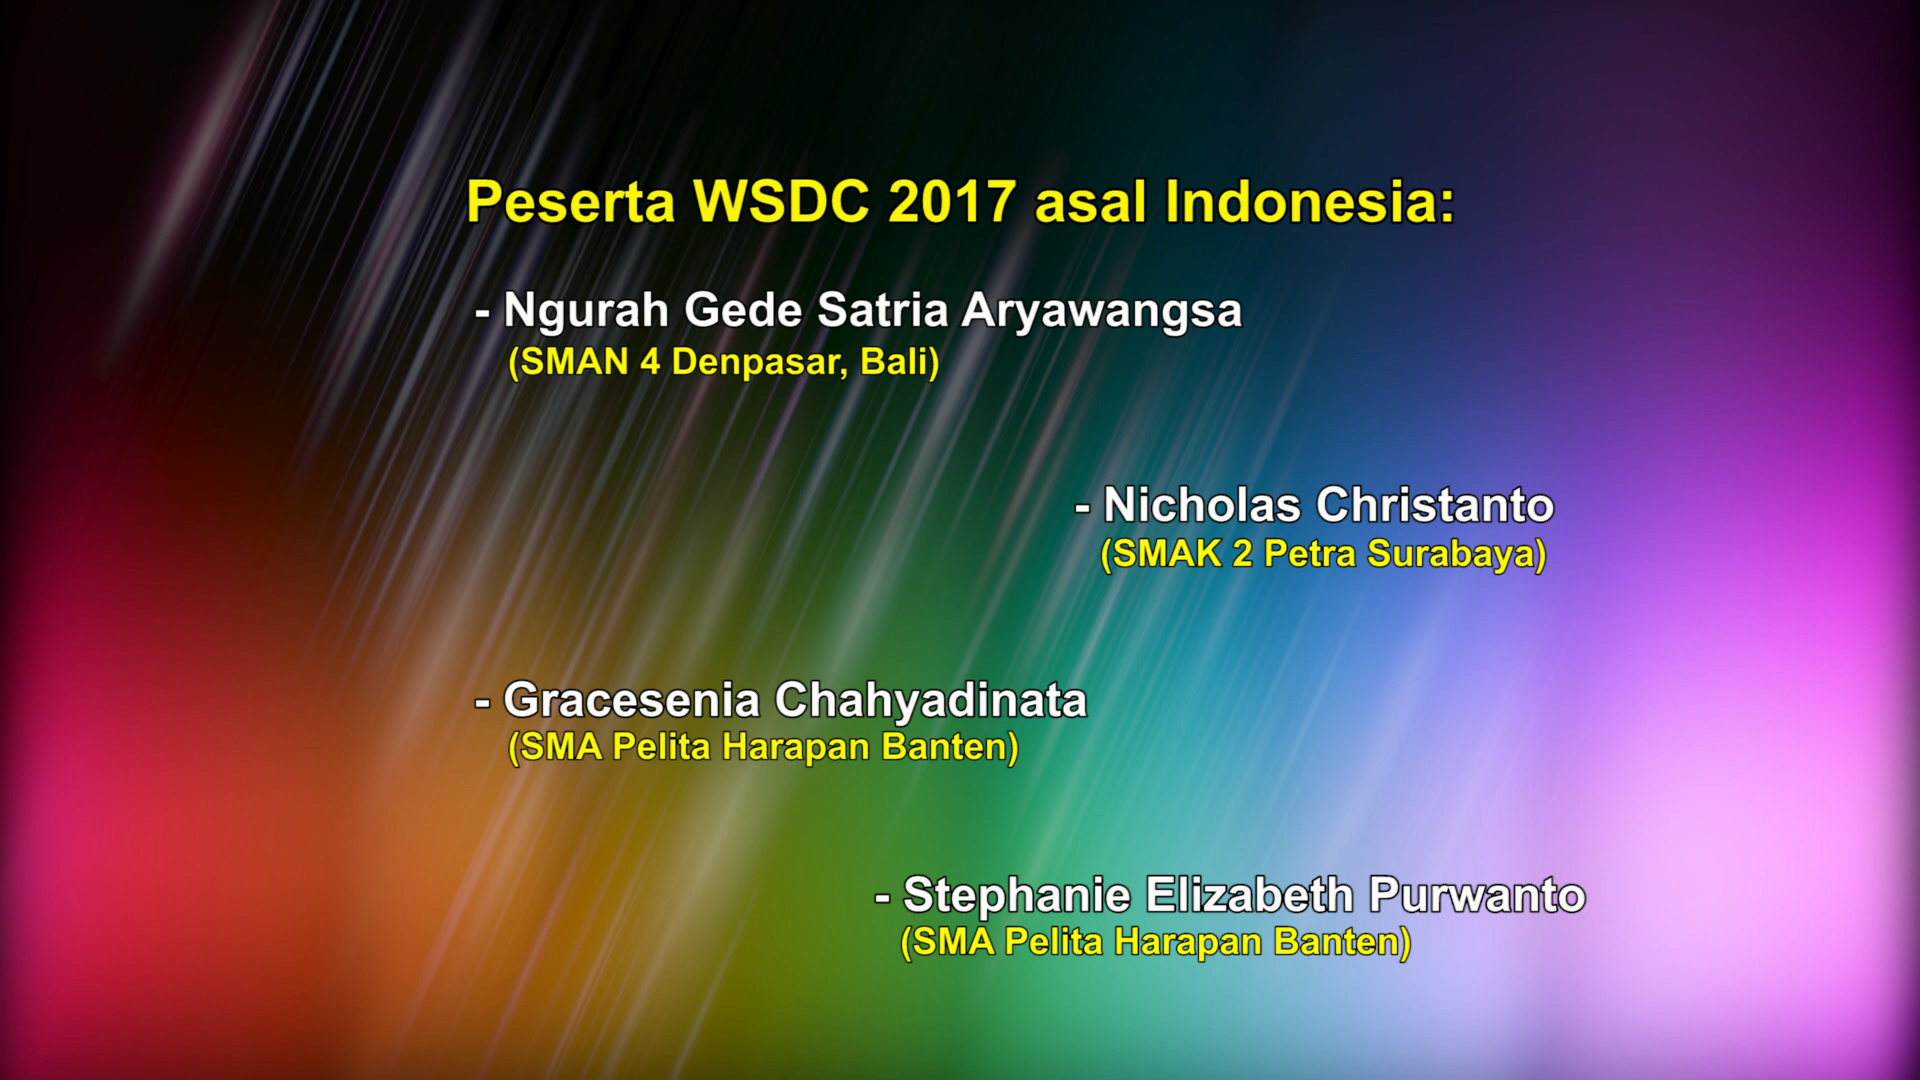 Peserta WSDC 2017 asal Indonesia:
- Ngurah Gede Satria Aryawangsa
(SMAN 4 Denpasar, Bali)
- Nicholas Christanto
(SMAK 2 Petra Surabaya)
- Gracesenia Chahyadinata
(SMA Pelita Harapan Banten)
- Stephanie Elizabeth Purwanto
(SMA Pelita Harapan Banten)